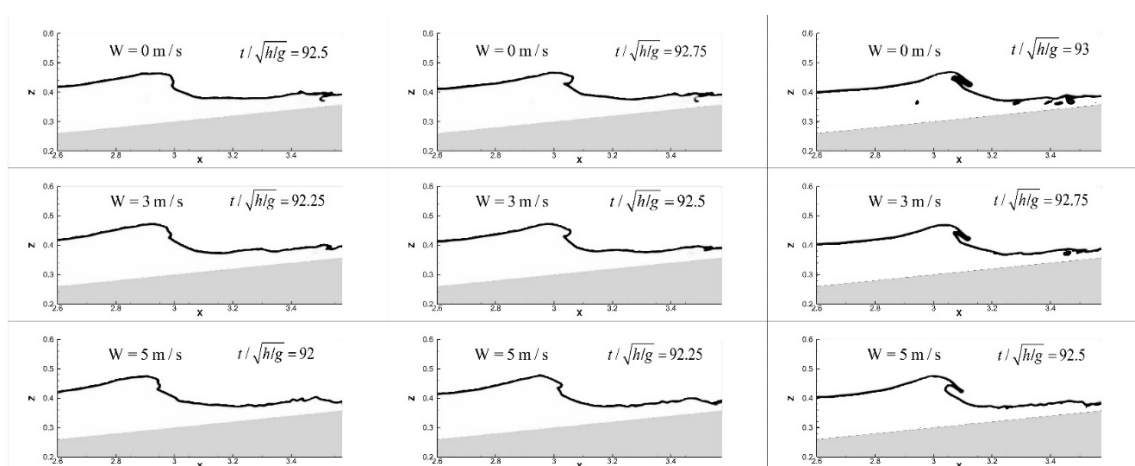 0.6
W = 0 m/s t/√(h/g) = 92.5
0.5
z 0.4
0.3
0.2
2.6 2.8 3 3.2 3.4
x
0.6
W = 0 m/s t/√(h/g) = 92.75
0.5
z 0.4
0.3
0.2
2.6 2.8 3 3.2 3.4
x
0.6
W = 0 m/s t/√(h/g) = 93
0.5
z 0.4
0.3
0.2
2.6 2.8 3 3.2 3.4
x
0.6
W = 3 m/s t/√(h/g) = 92.25
0.5
z 0.4
0.3
0.2
2.6 2.8 3 3.2 3.4
x
0.6
W = 3 m/s t/√(h/g) = 92.5
0.5
z 0.4
0.3
0.2
2.6 2.8 3 3.2 3.4
x
0.6
W = 3 m/s t/√(h/g) = 92.75
0.5
z 0.4
0.3
0.2
2.6 2.8 3 3.2 3.4
x
0.6
W = 5 m/s t/√(h/g) = 92
0.5
z 0.4
0.3
0.2
2.6 2.8 3 3.2 3.4
x
0.6
W = 5 m/s t/√(h/g) = 92.25
0.5
z 0.4
0.3
0.2
2.6 2.8 3 3.2 3.4
x
0.6
W = 5 m/s t/√(h/g) = 92.5
0.5
z 0.4
0.3
0.2
2.6 2.8 3 3.2 3.4
x